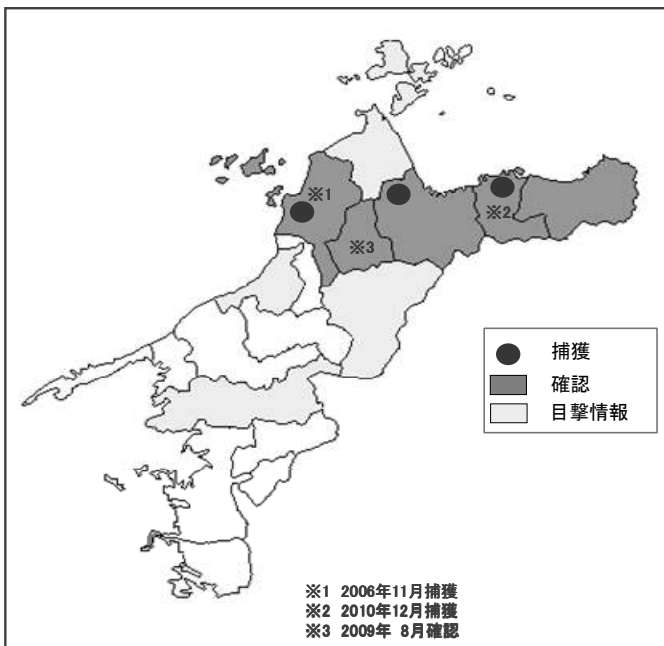 ※1
※2
※3
捕獲
確認
目撃情報
※1 2006年11月捕獲
※2 2010年12月捕獲
※3 2009年 8月確認